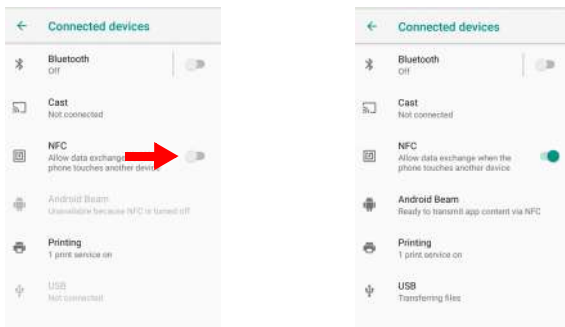 Connected devices
Bluetooth
Off
Cast
Not connected
NFC
Allow data exchange
phone touches another device
Android Beam
Unavailable because NFC is turned off
Printing
1 print service on
USB
Not connected
Connected devices
Bluetooth
Off
Cast
Not connected
NFC
Allow data exchange when the
phone touches another device
Android Beam
Ready to transmit app content via NFC
Printing
1 print service on
USB
Transferring files